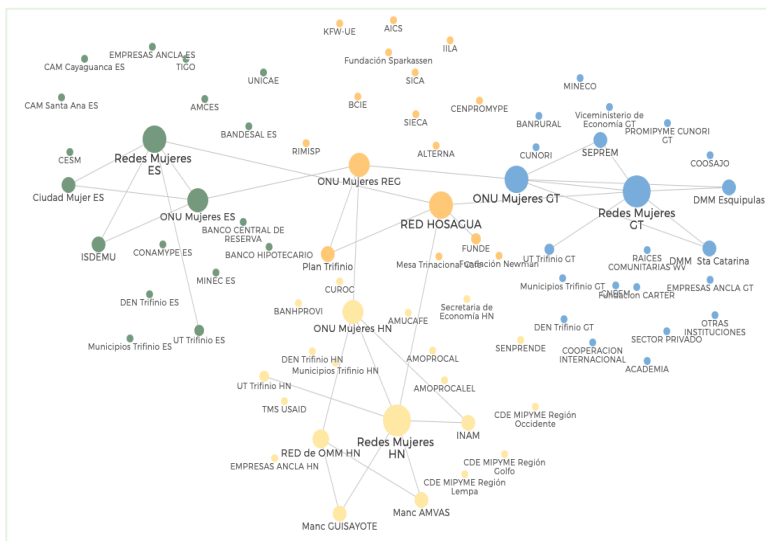 KFW-UE
AICS
IILA
EMPRESAS ANCLA ES
CAM Cayaguanca ES
TIGO
Fundación Sparkassen
UNICAE
SICA
MINECO
CAM Santa Ana ES
AMCES
BCIE
CENPROMYPE
Viceministerio de
Economía GT
SIECA
BANRURAL
PROMIPYME CUNORI
GT
BANDESAL ES
SEPREM
RIMISP
ALTERNA
CUNORI
COOSAJO
CESM
Redes Mujeres
ES
ONU Mujeres REG
ONU Mujeres GT
Ciudad Mujer ES
DMM Esquipulas
ONU Mujeres ES
Redes Mujeres
GT
RED HOSAGUA
BANCO CENTRAL DE
RESERVA
ISDEMU
CONAMYPE ES
BANCO HIPOTECARIO
FUNDE
UT Trifinio GT
DMM Sta Catarina
Plan Trifinio
Mesa Trinacional Café
Fundación Newman
RAICES
COMUNITARIAS WV
MINEC ES
CUROC
Municipios Trifinio GT
Fundacion CARTER
EMPRESAS ANCLA GT
DEN Trifinio ES
BANHPROVI
ONU Mujeres HN
AMUCAFE
Secretaria de
Economía HN
DEN Trifinio GT
OTRAS
INSTITUCIONES
Municipios Trifinio ES
UT Trifinio ES
SENPRENDE
COOPERACION
INTERNACIONAL
SECTOR PRIVADO
DEN Trifinio HN
Municipios Trifinio HN
AMOPROCAL
ACADEMIA
UT Trifinio HN
AMOPROCALEL
TMS USAID
CDE MIPYME Región
Occidente
Redes Mujeres
HN
INAM
RED de OMM HN
EMPRESAS ANCLA HN
CDE MIPYME Región
Golfo
CDE MIPYME Región
Lempa
Manc GUISAYOTE
Manc AMVAS